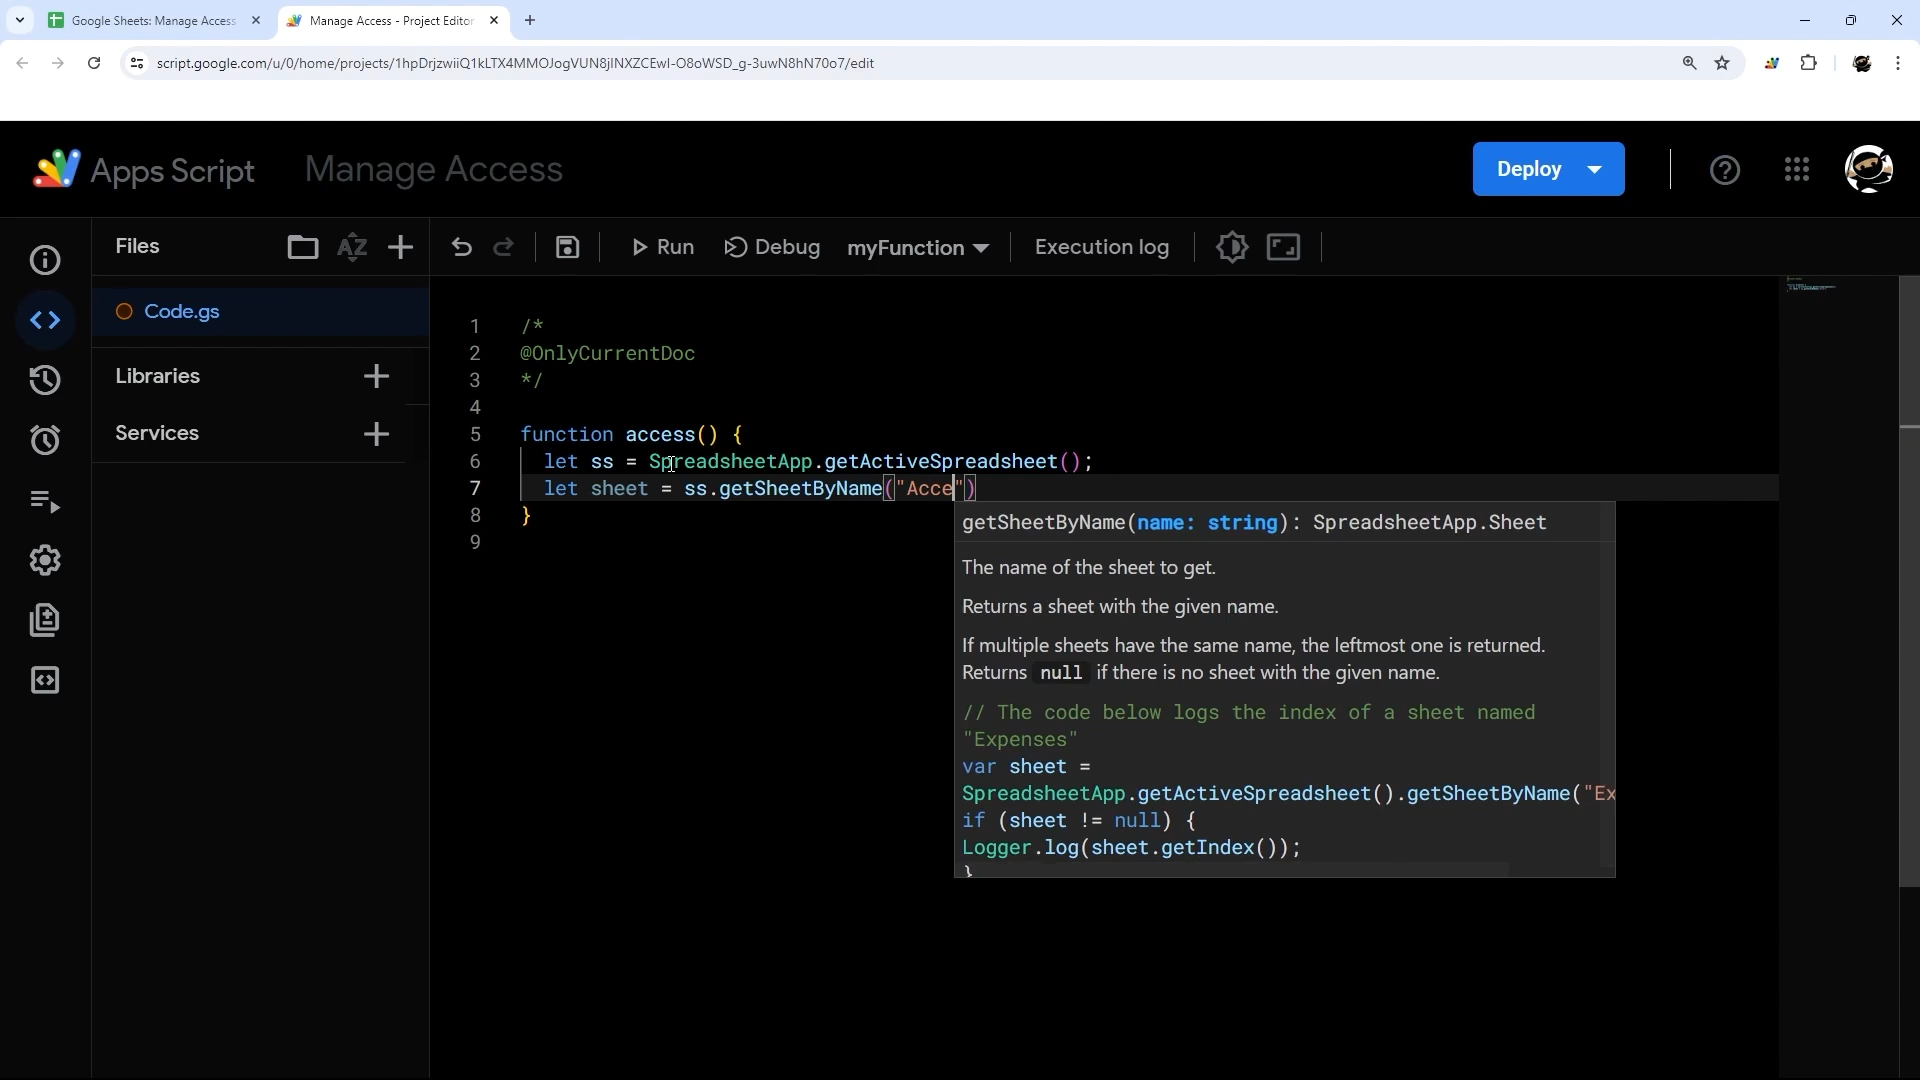 Google Sheets: Manage Access
Manage Access - Project Editor
script.google.com/u/0/home/projects/1hpDrjzwiiQ1kLTX4MMOJogVUN8jlNXZCEwI-O8oWSD_g-3uwN8hN70o7/edit
Apps Script
Manage Access
Deploy
Files
AZ
Run
Debug
myFunction
Execution log
Code.gs
Libraries
Services
1 /*
2 @OnlyCurrentDoc
3 */
4
5 function access() {
6 let ss = SpreadsheetApp.getActiveSpreadsheet();
7 let sheet = ss.getSheetByName("Acce")
8 }
9
getSheetByName(name: string): SpreadsheetApp.Sheet
The name of the sheet to get.
Returns a sheet with the given name.
If multiple sheets have the same name, the leftmost one is returned.
Returns null if there is no sheet with the given name.
// The code below logs the index of a sheet named
"Expenses"
var sheet =
SpreadsheetApp.getActiveSpreadsheet().getSheetByName("Ex
if (sheet != null) {
Logger.log(sheet.getIndex());
}